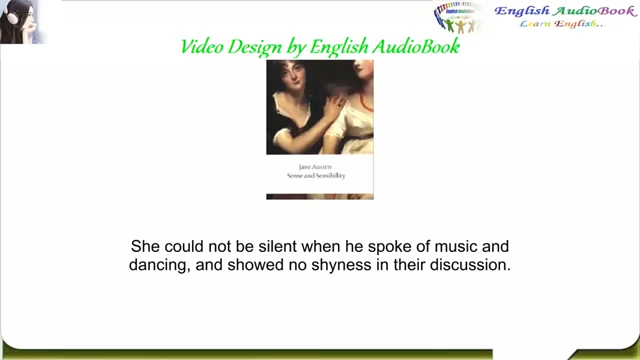 English AudioBook
Learn English...
Video Design by English AudioBook
Jane Austen
Sense and Sensibility
She could not be silent when he spoke of music and
dancing, and showed no shyness in their discussion.